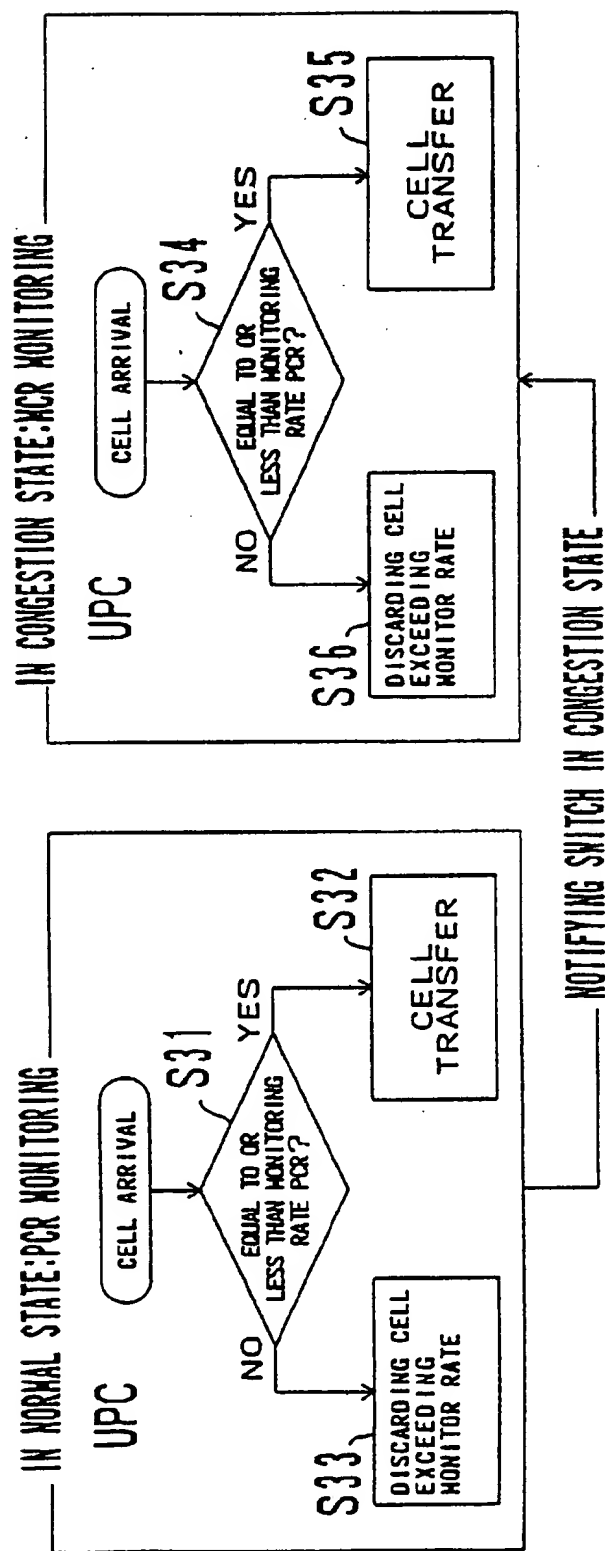 IN NORMAL STATE;PCR MONITORING
UPC
CELL ARRIVAL
S31
EQUAL TO OR
LESS THAN MONITORING
RATE PCR?
YES
NO
S32
CELL
TRANSFER
S33
DISCARDING CELL
EXCEEDING
MONITOR RATE
NOTIFYING SWITCH IN CONGESTION STATE
IN CONGESTION STATE;MCR MONITORING
UPC
CELL ARRIVAL
S34
EQUAL TO OR
LESS THAN MONITORING
RATE PCR?
YES
NO
S35
CELL
TRANSFER
S36
DISCARDING CELL
EXCEEDING
MONITOR RATE